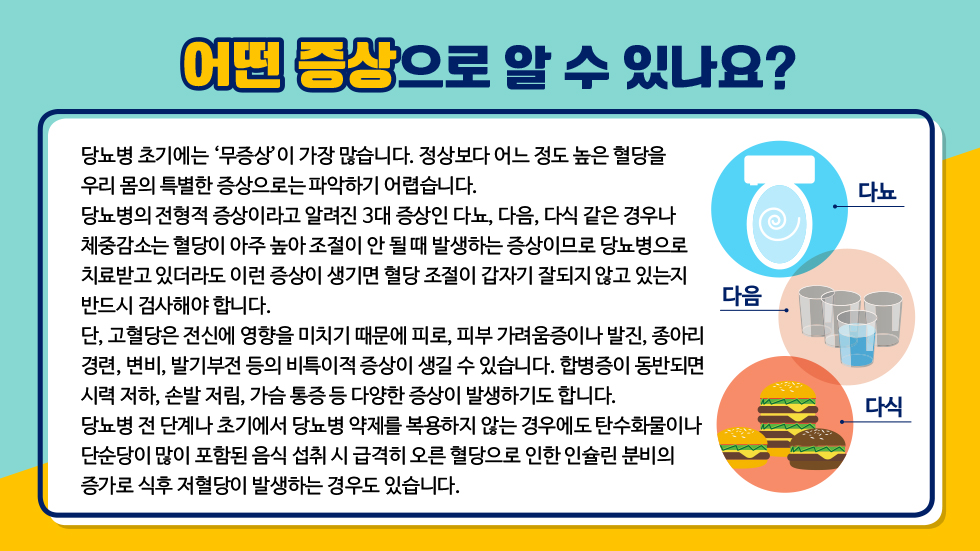 어떤 증상으로 알 수 있나요?
당뇨병 초기에는 ‘무증상’이 가장 많습니다. 정상보다 어느 정도 높은 혈당을
우리 몸의 특별한 증상으로는 파악하기 어렵습니다.
당뇨병의 전형적 증상이라고 알려진 3대 증상인 다뇨, 다음, 다식 같은 경우나
체중감소는 혈당이 아주 높아 조절이 안 될 때 발생하는 증상이므로 당뇨병으로
치료받고 있더라도 이런 증상이 생기면 혈당 조절이 갑자기 잘되지 않고 있는지
반드시 검사해야 합니다.
단, 고혈당은 전신에 영향을 미치기 때문에 피로, 피부 가려움증이나 발진, 종아리
경련, 변비, 발기부전 등의 비특이적 증상이 생길 수 있습니다. 합병증이 동반되면
시력 저하, 손발 저림, 가슴 통증 등 다양한 증상이 발생하기도 합니다.
당뇨병 전 단계나 초기에서 당뇨병 약제를 복용하지 않는 경우에도 탄수화물이나
단순당이 많이 포함된 음식 섭취 시 급격히 오른 혈당으로 인한 인슐린 분비의
증가로 식후 저혈당이 발생하는 경우도 있습니다.
다뇨
다음
다식